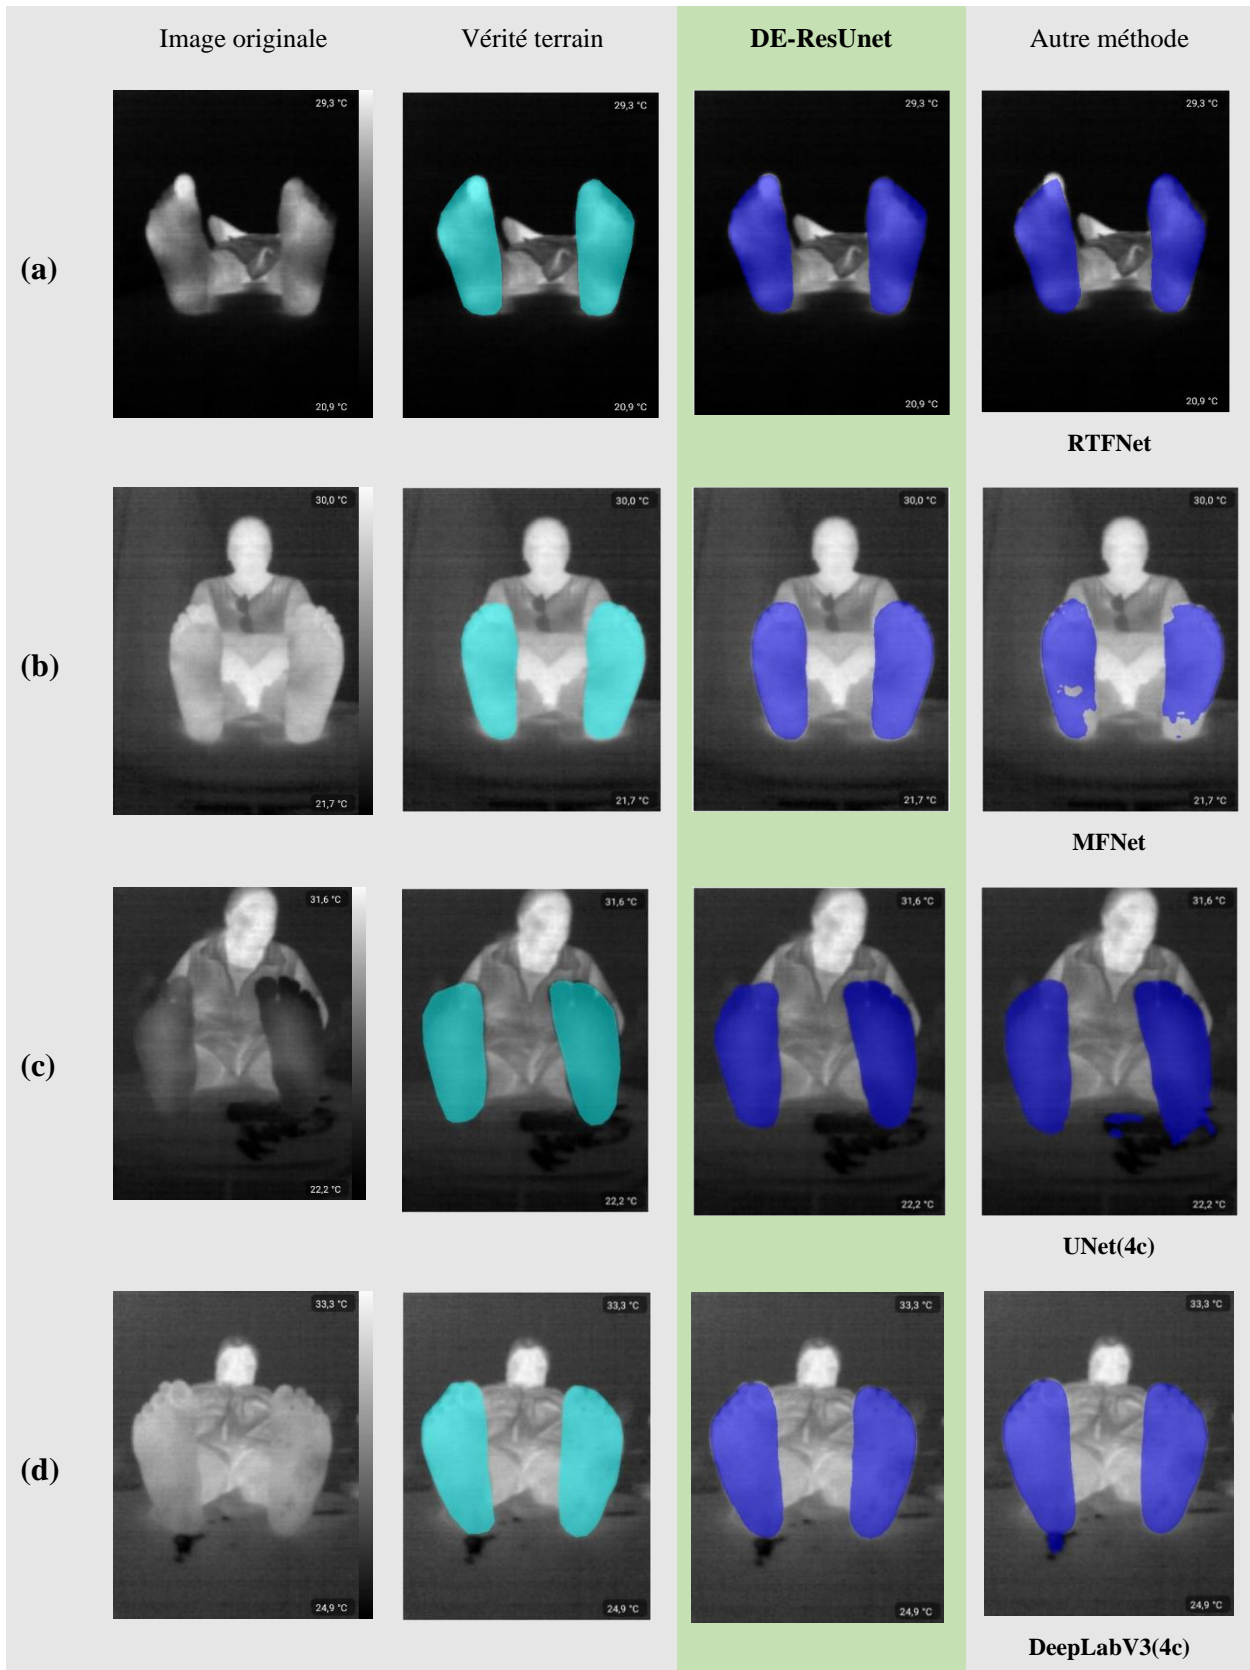 Image originale Vérité terrain DE-ResUnet Autre méthode
29,3 °C 29,3 °C 29,3 °C 29,3 °C
(a)
20,9 °C 20,9 °C 20,9 °C 20,9 °C
RTFNet
30,0 °C 30,0 °C 30,0 °C 30,0 °C
(b)
21,7 °C 21,7 °C 21,7 °C 21,7 °C
MFNet
31,6 °C 31,6 °C 31,6 °C 31,6 °C
(c)
22,2 °C 22,2 °C 22,2 °C 22,2 °C
UNet(4c)
33,3 °C 33,3 °C 33,3 °C 33,3 °C
(d)
24,9 °C 24,9 °C 24,9 °C 24,9 °C
DeepLabV3(4c)